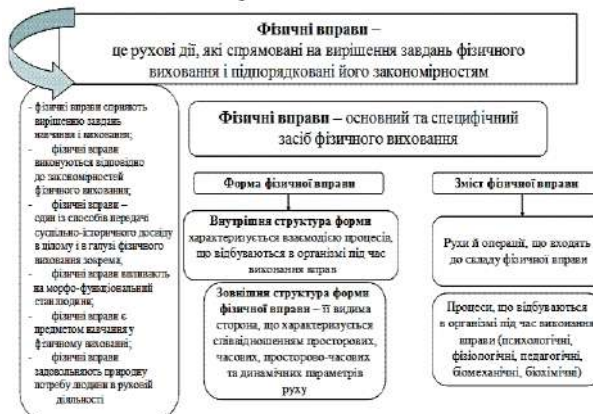 Фізичні вправи –
це рухові дії, які спрямовані на вирішення завдань фізичного
виховання і підпорядковані його закономірностям
- фізичні вправи сприяють
вирішенню завдань
навчання і виховання;
- фізичні вправи
виконуються відповідно
до закономірностей
фізичного виховання;
- фізичні вправи –
один із способів передачі
суспільно-історичного досвіду
в цілому і в галузі фізичного
виховання зокрема;
- фізичні вправи впливають
на морфо-функціональний
стан людини;
- фізичні вправи є
предметом навчання у
фізичному вихованні;
- фізичні вправи
задовольняють природну
потребу людини в руховій
діяльності
Фізичні вправи – основний та специфічний
засіб фізичного виховання
Форма фізичної вправи
Внутрішня структура форми
характеризується взаємодією процесів,
що відбуваються в організмі під час
виконання вправ
Зовнішня структура форми
фізичної вправи – її видима
сторона, що характеризується
співвідношенням просторових,
часових, просторово-часових
та динамічних параметрів
руху
Зміст фізичної вправи
Рухи й операції, що входять
до складу фізичної вправи
Процеси, що відбуваються
в організмі під час виконання
вправи (психологічні,
фізіологічні, педагогічні,
біомеханічні, біохімічні)